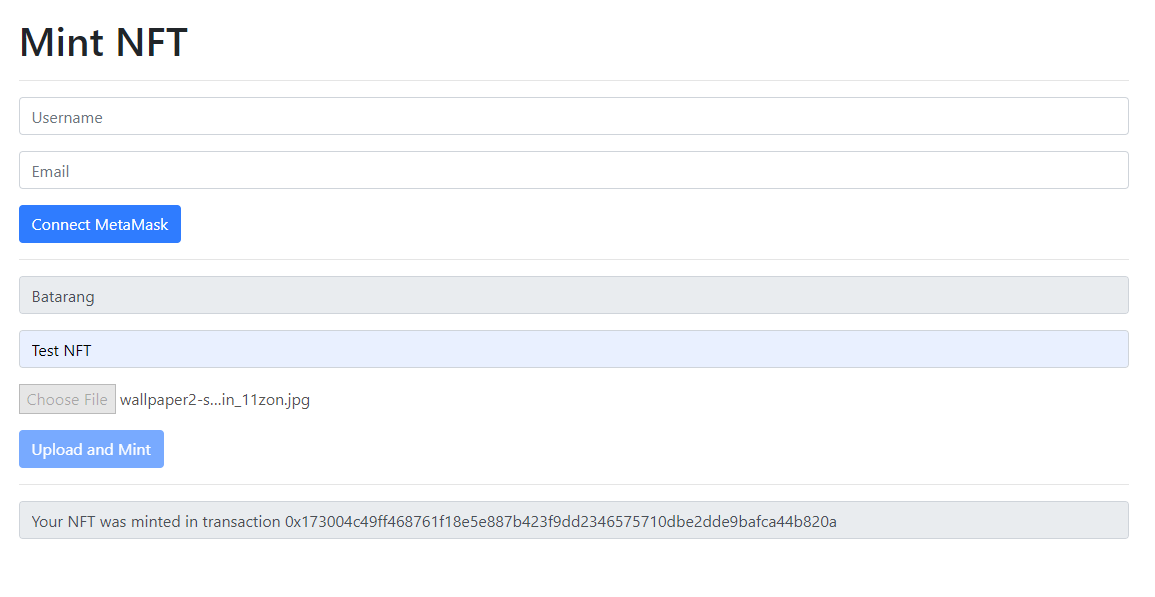 Mint NFT
Username
Email
Connect MetaMask
Batarang
Test NFT
Choose File wallpaper2-s...in_11zon.jpg
Upload and Mint
Your NFT was minted in transaction 0x173004c49ff468761f18e5e887b423f9dd2346575710dbe2dde9bafca44b820a